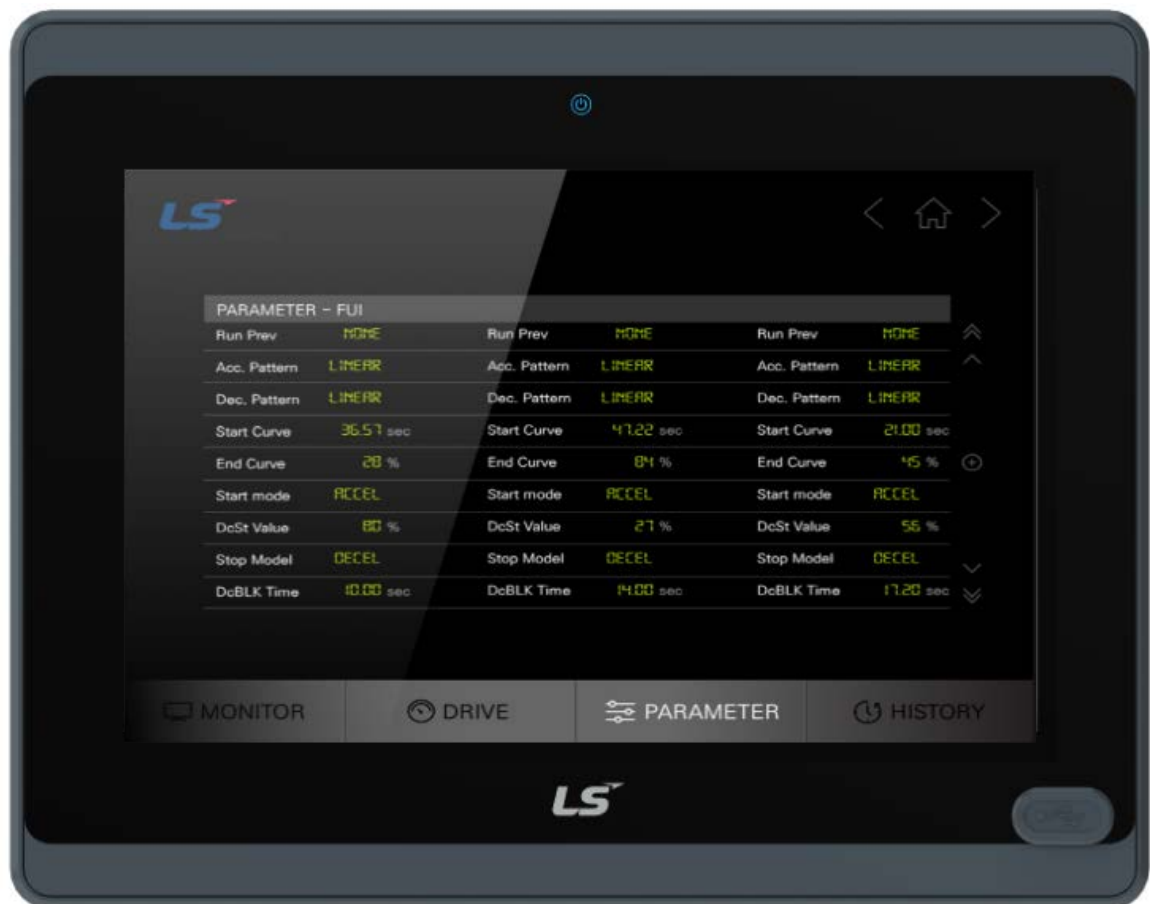 LS
PARAMETER - FUI
Run Prev NONE Run Prev NONE Run Prev NONE
Acc. Pattern LINEAR Acc. Pattern LINEAR Acc. Pattern LINEAR
Dec. Pattern LINEAR Dec. Pattern LINEAR Dec. Pattern LINEAR
Start Curve 36.57 sec Start Curve 47.22 sec Start Curve 21.00 sec
End Curve 28 % End Curve 84 % End Curve 45 %
Start mode ACCEL Start mode ACCEL Start mode ACCEL
DcSt Value 80 % DcSt Value 27 % DcSt Value 56 %
Stop Model DECEL Stop Model DECEL Stop Model DECEL
DcBLK Time 10.00 sec DcBLK Time 14.00 sec DcBLK Time 17.20 sec
MONITOR DRIVE PARAMETER HISTORY
LS